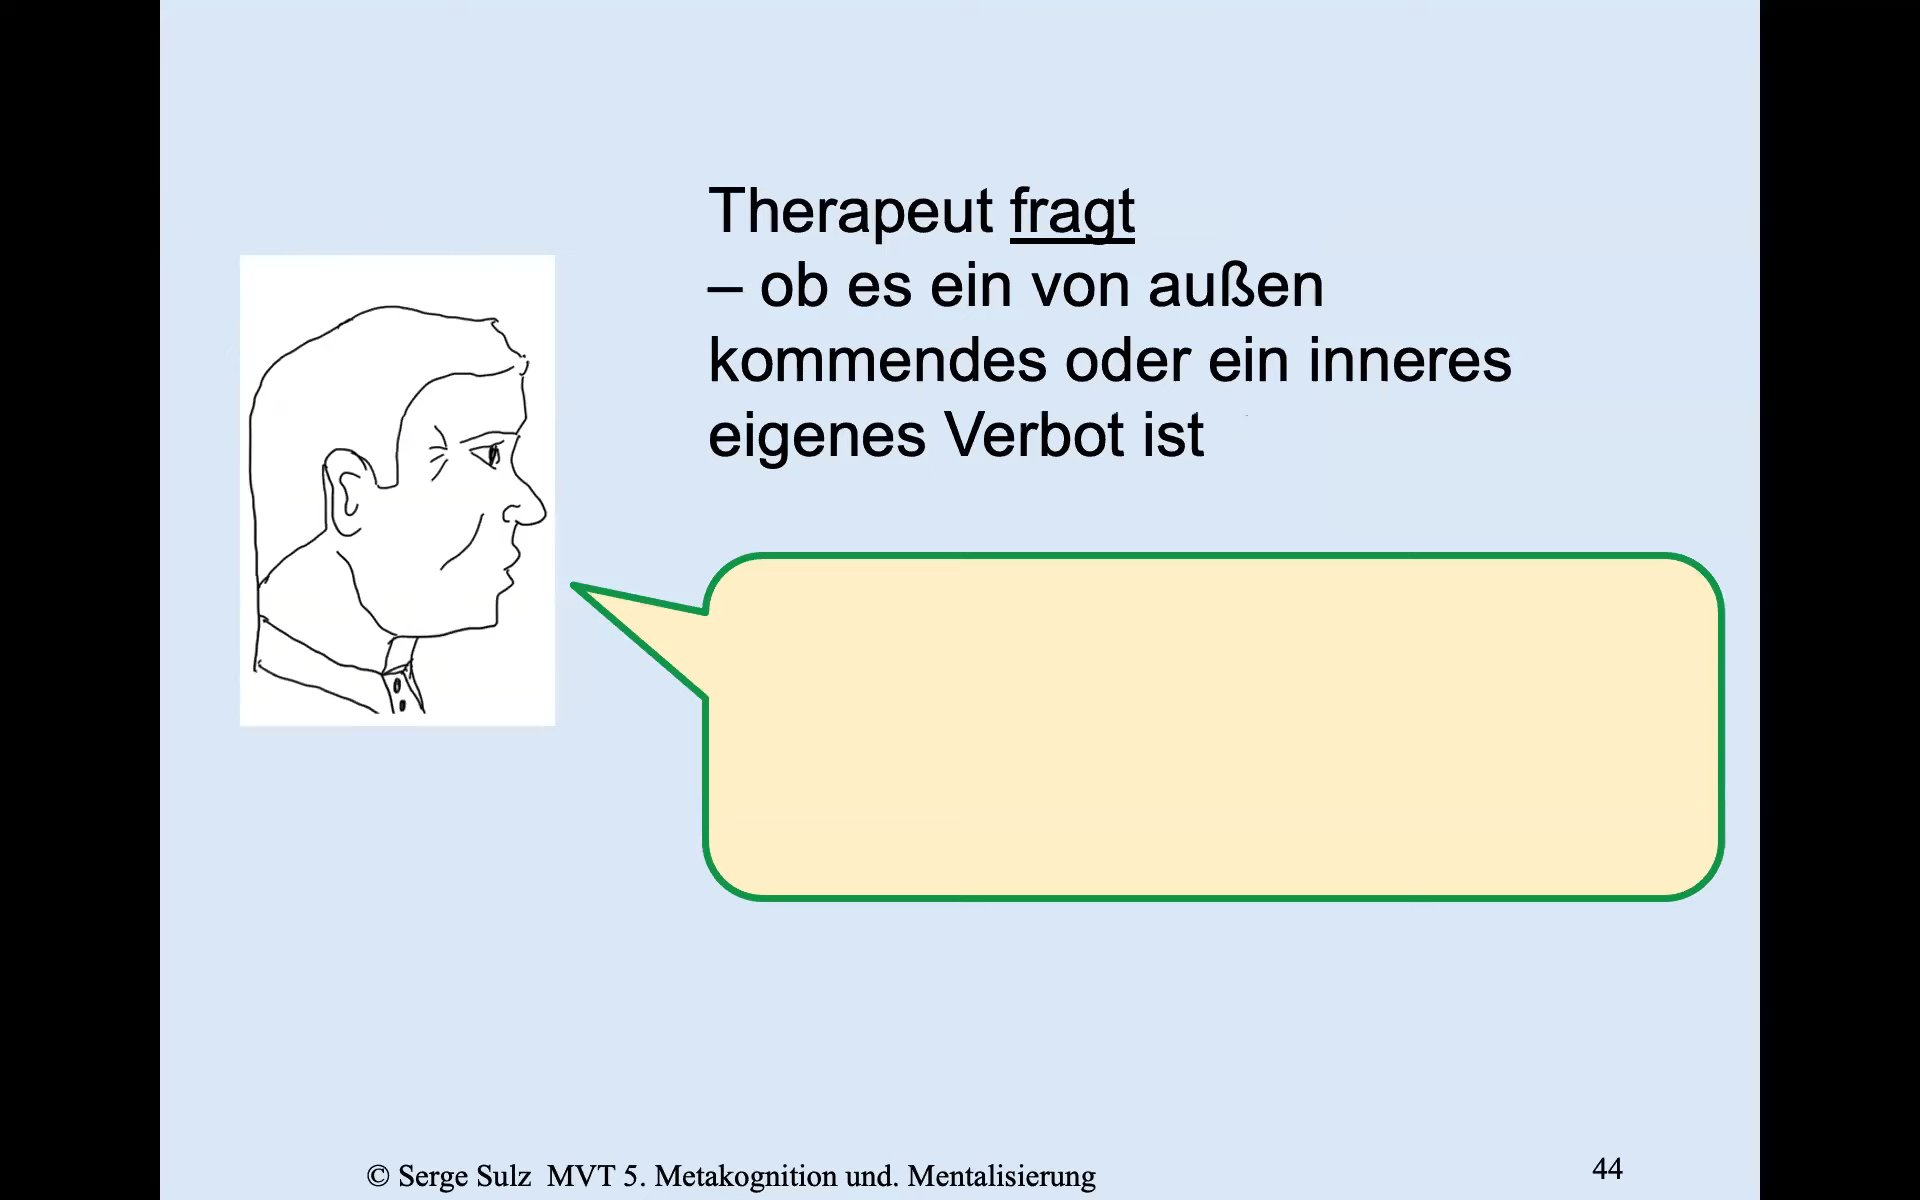 Therapeut fragt
– ob es ein von außen
kommendes oder ein inneres
eigenes Verbot ist
© Serge Sulz  MVT 5. Metakognition und. Mentalisierung
44